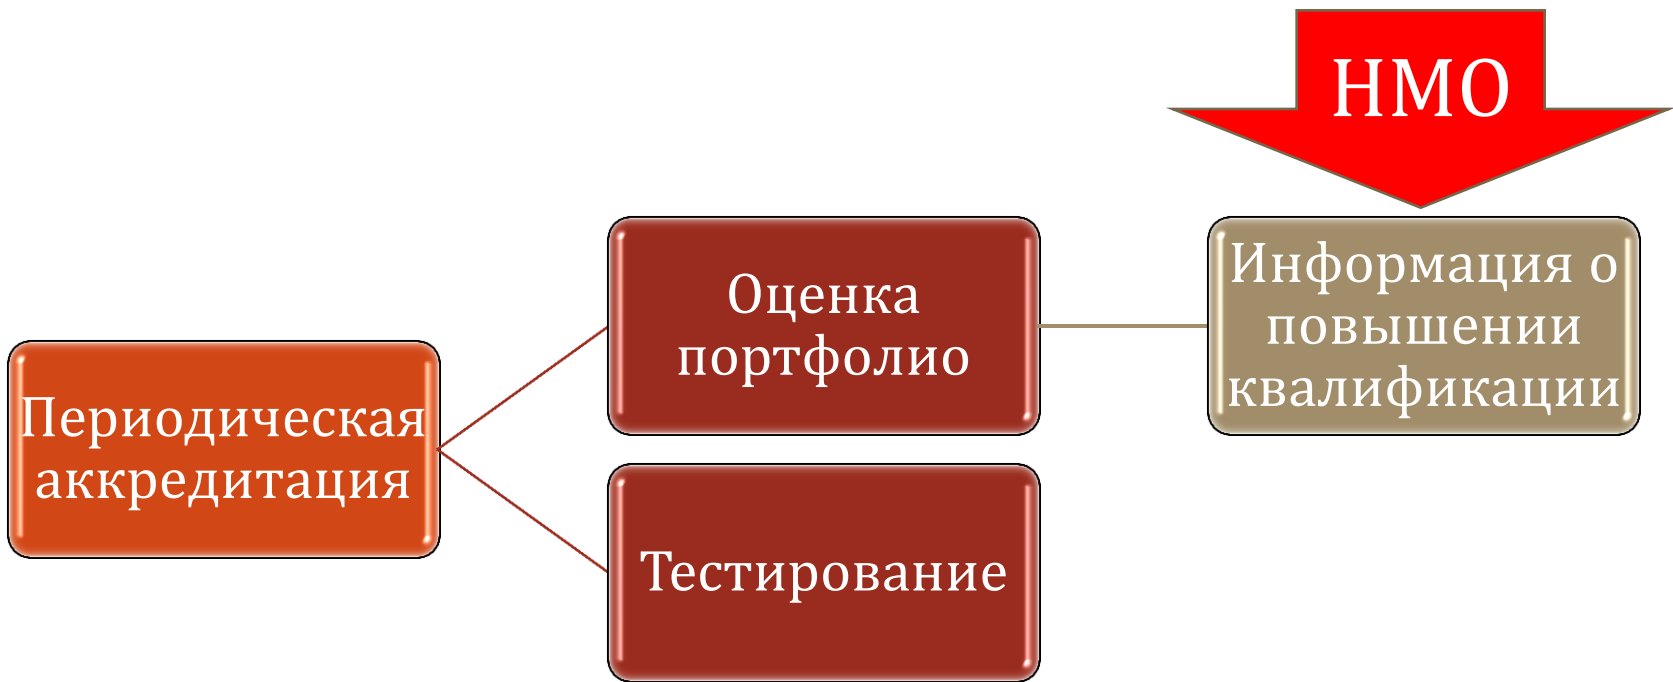 НМО
Периодическая
аккредитация
Оценка
портфолио
Информация о
повышении
квалификации
Тестирование